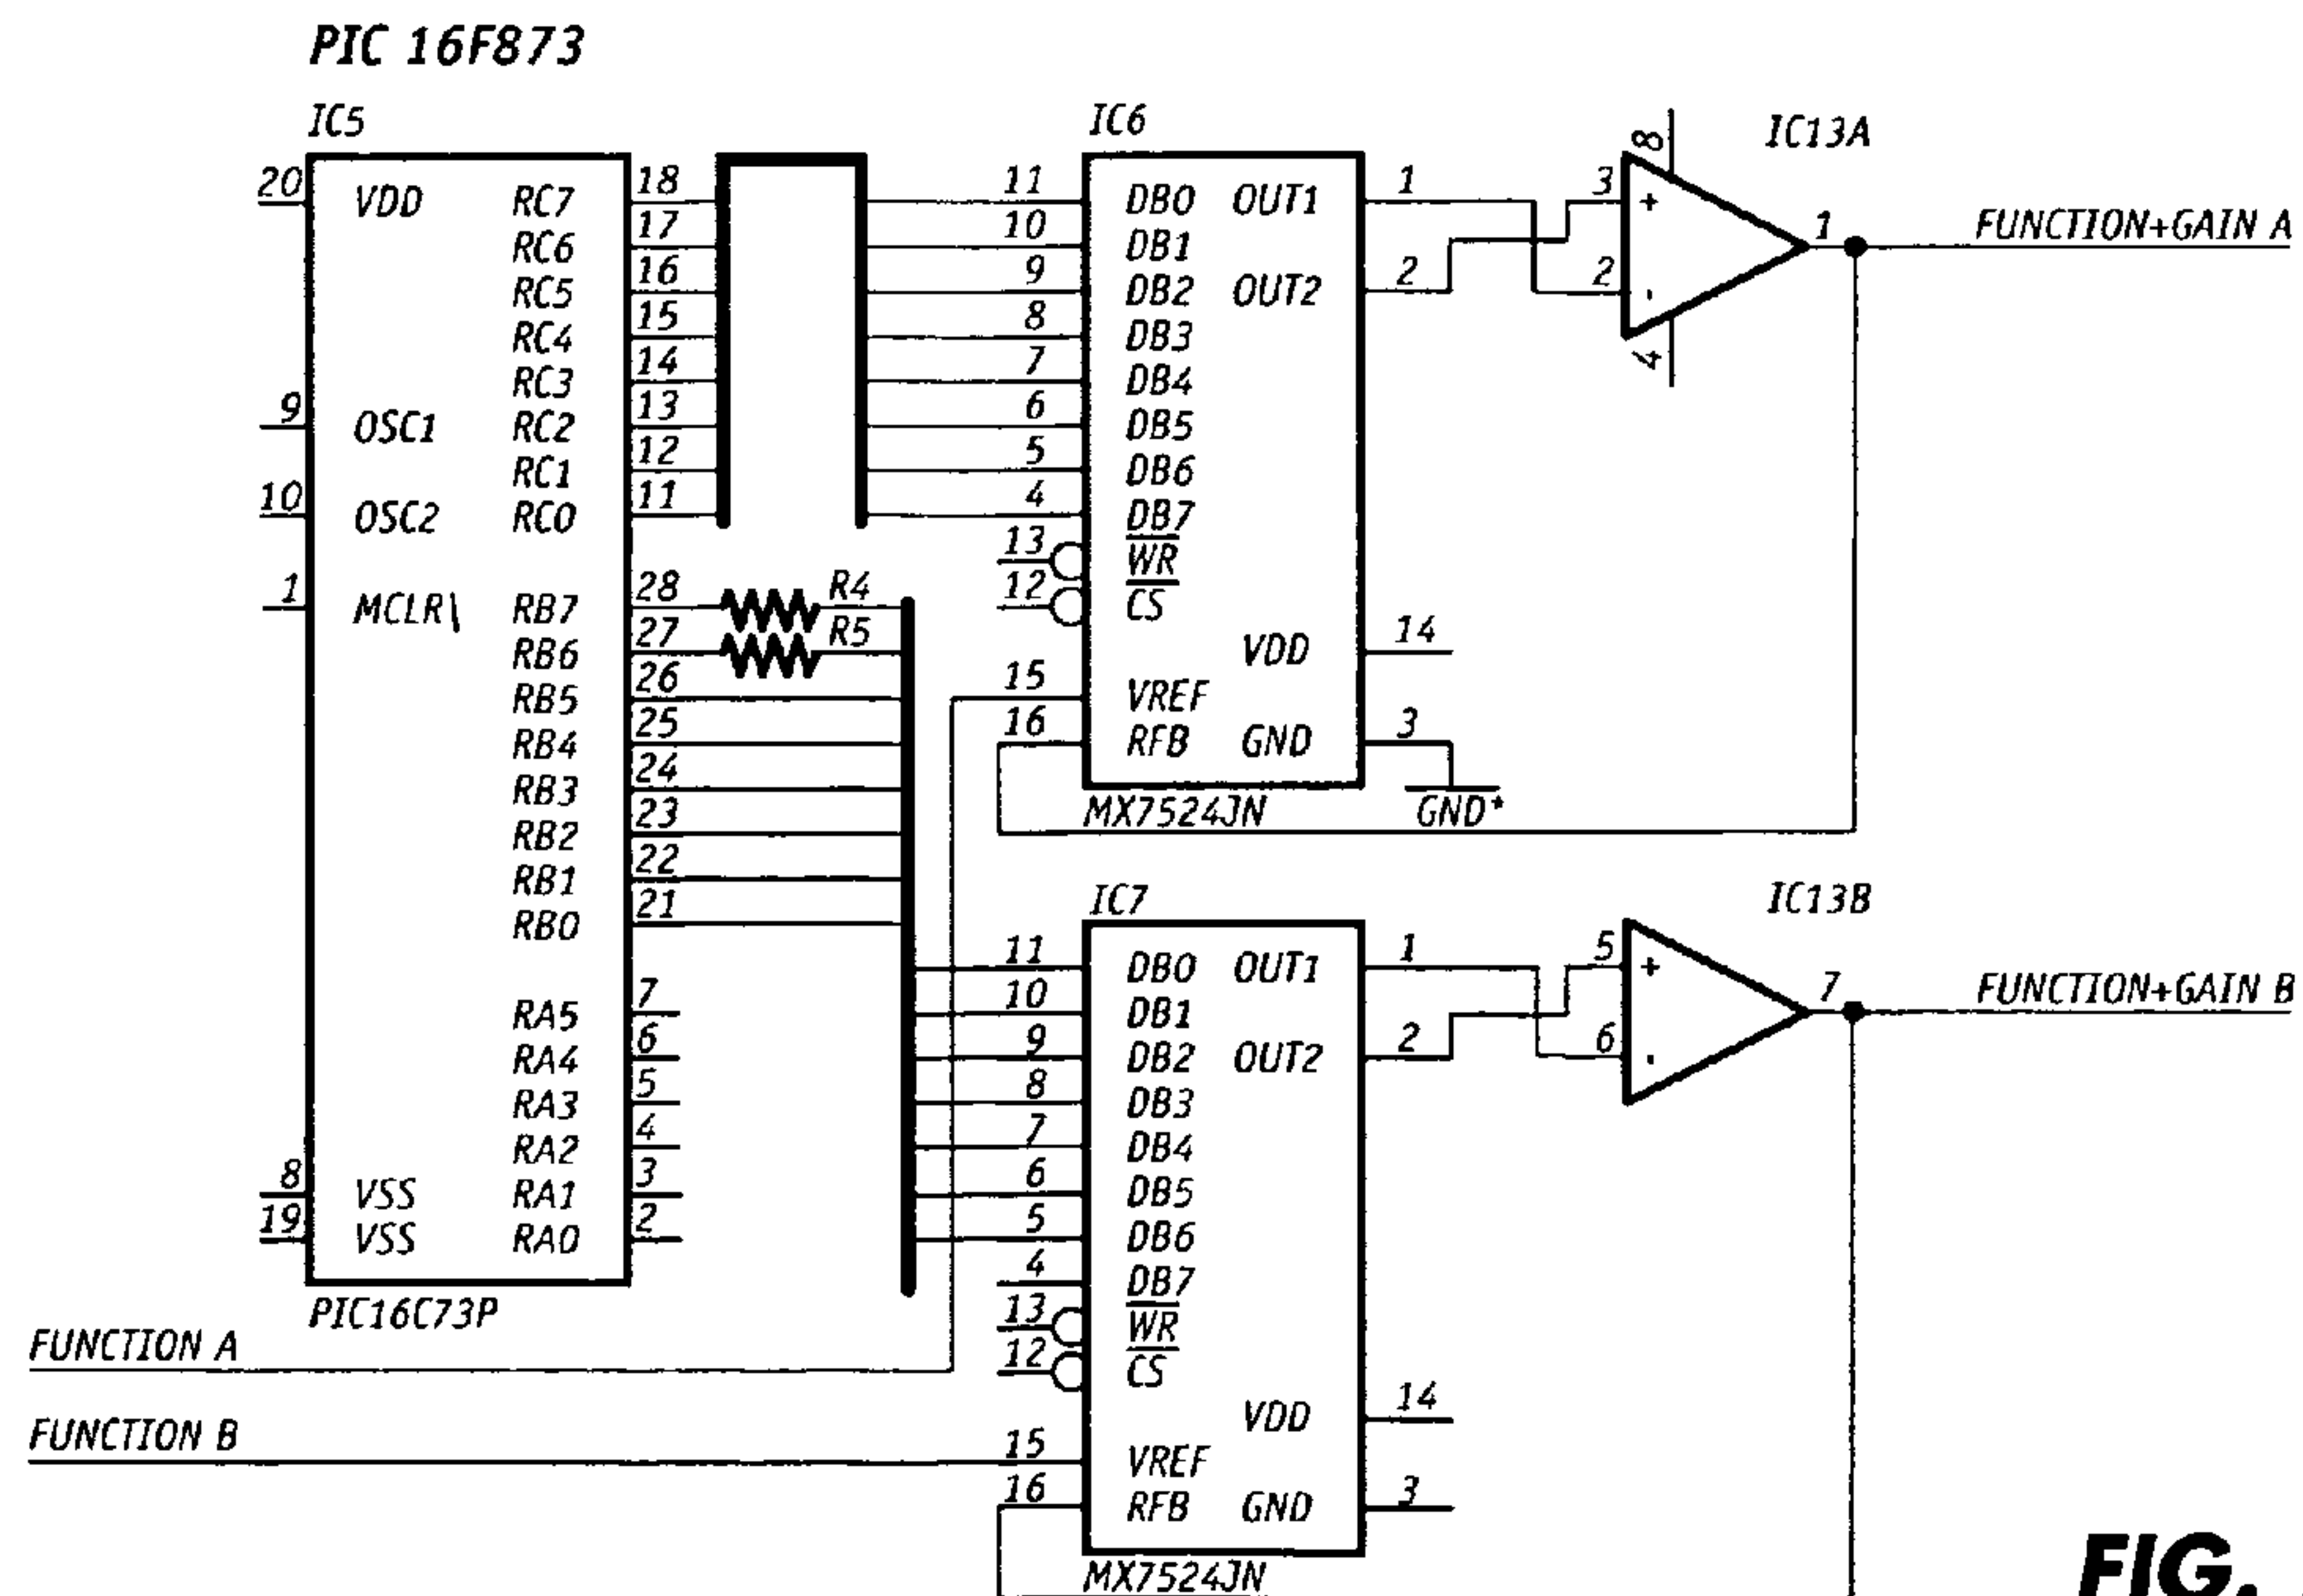 PIC 16F873
IC5
20 VDD
9 OSC1
10 OSC2
1 MCLR\
8 VSS
19 VSS
RC7 18
RC6 17
RC5 16
RC4 15
RC3 14
RC2 13
RC1 12
RC0 11
RB7 28 R4
RB6 27 R5
RB5 26
RB4 25
RB3 24
RB2 23
RB1 22
RB0 21
RA5 7
RA4 6
RA3 5
RA2 4
RA1 3
RA0 2
PIC16C73P
FUNCTION A
FUNCTION B
IC6
11 DB0
10 DB1
9 DB2
8 DB3
7 DB4
6 DB5
5 DB6
4 DB7
13 WR
12 CS
15 VREF
16 RFB
OUT1 1
OUT2 2
VDD 14
GND 3
GND*
MX7524JN
IC13A
8
3 +
2 -
4
1
FUNCTION+GAIN A
IC7
11 DB0
10 DB1
9 DB2
8 DB3
7 DB4
6 DB5
5 DB6
4 DB7
13 WR
12 CS
15 VREF
16 RFB
OUT1 1
OUT2 2
VDD 14
GND 3
MX7524JN
IC13B
5 +
6 -
7
FUNCTION+GAIN B
FIG.